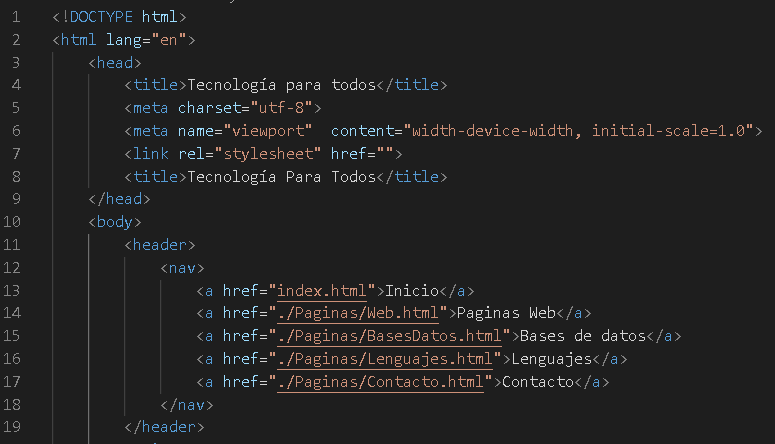 1 <!DOCTYPE html>
2 <html lang="en">
3 <head>
4 <title>Tecnología para todos</title>
5 <meta charset="utf-8">
6 <meta name="viewport"  content="width-device-width, initial-scale=1.0">
7 <link rel="stylesheet" href="">
8 <title>Tecnología Para Todos</title>
9 </head>
10 <body>
11 <header>
12 <nav>
13 <a href="index.html">Inicio</a>
14 <a href="./Paginas/Web.html">Paginas Web</a>
15 <a href="./Paginas/BasesDatos.html">Bases de datos</a>
16 <a href="./Paginas/Lenguajes.html">Lenguajes</a>
17 <a href="./Paginas/Contacto.html">Contacto</a>
18 </nav>
19 </header>